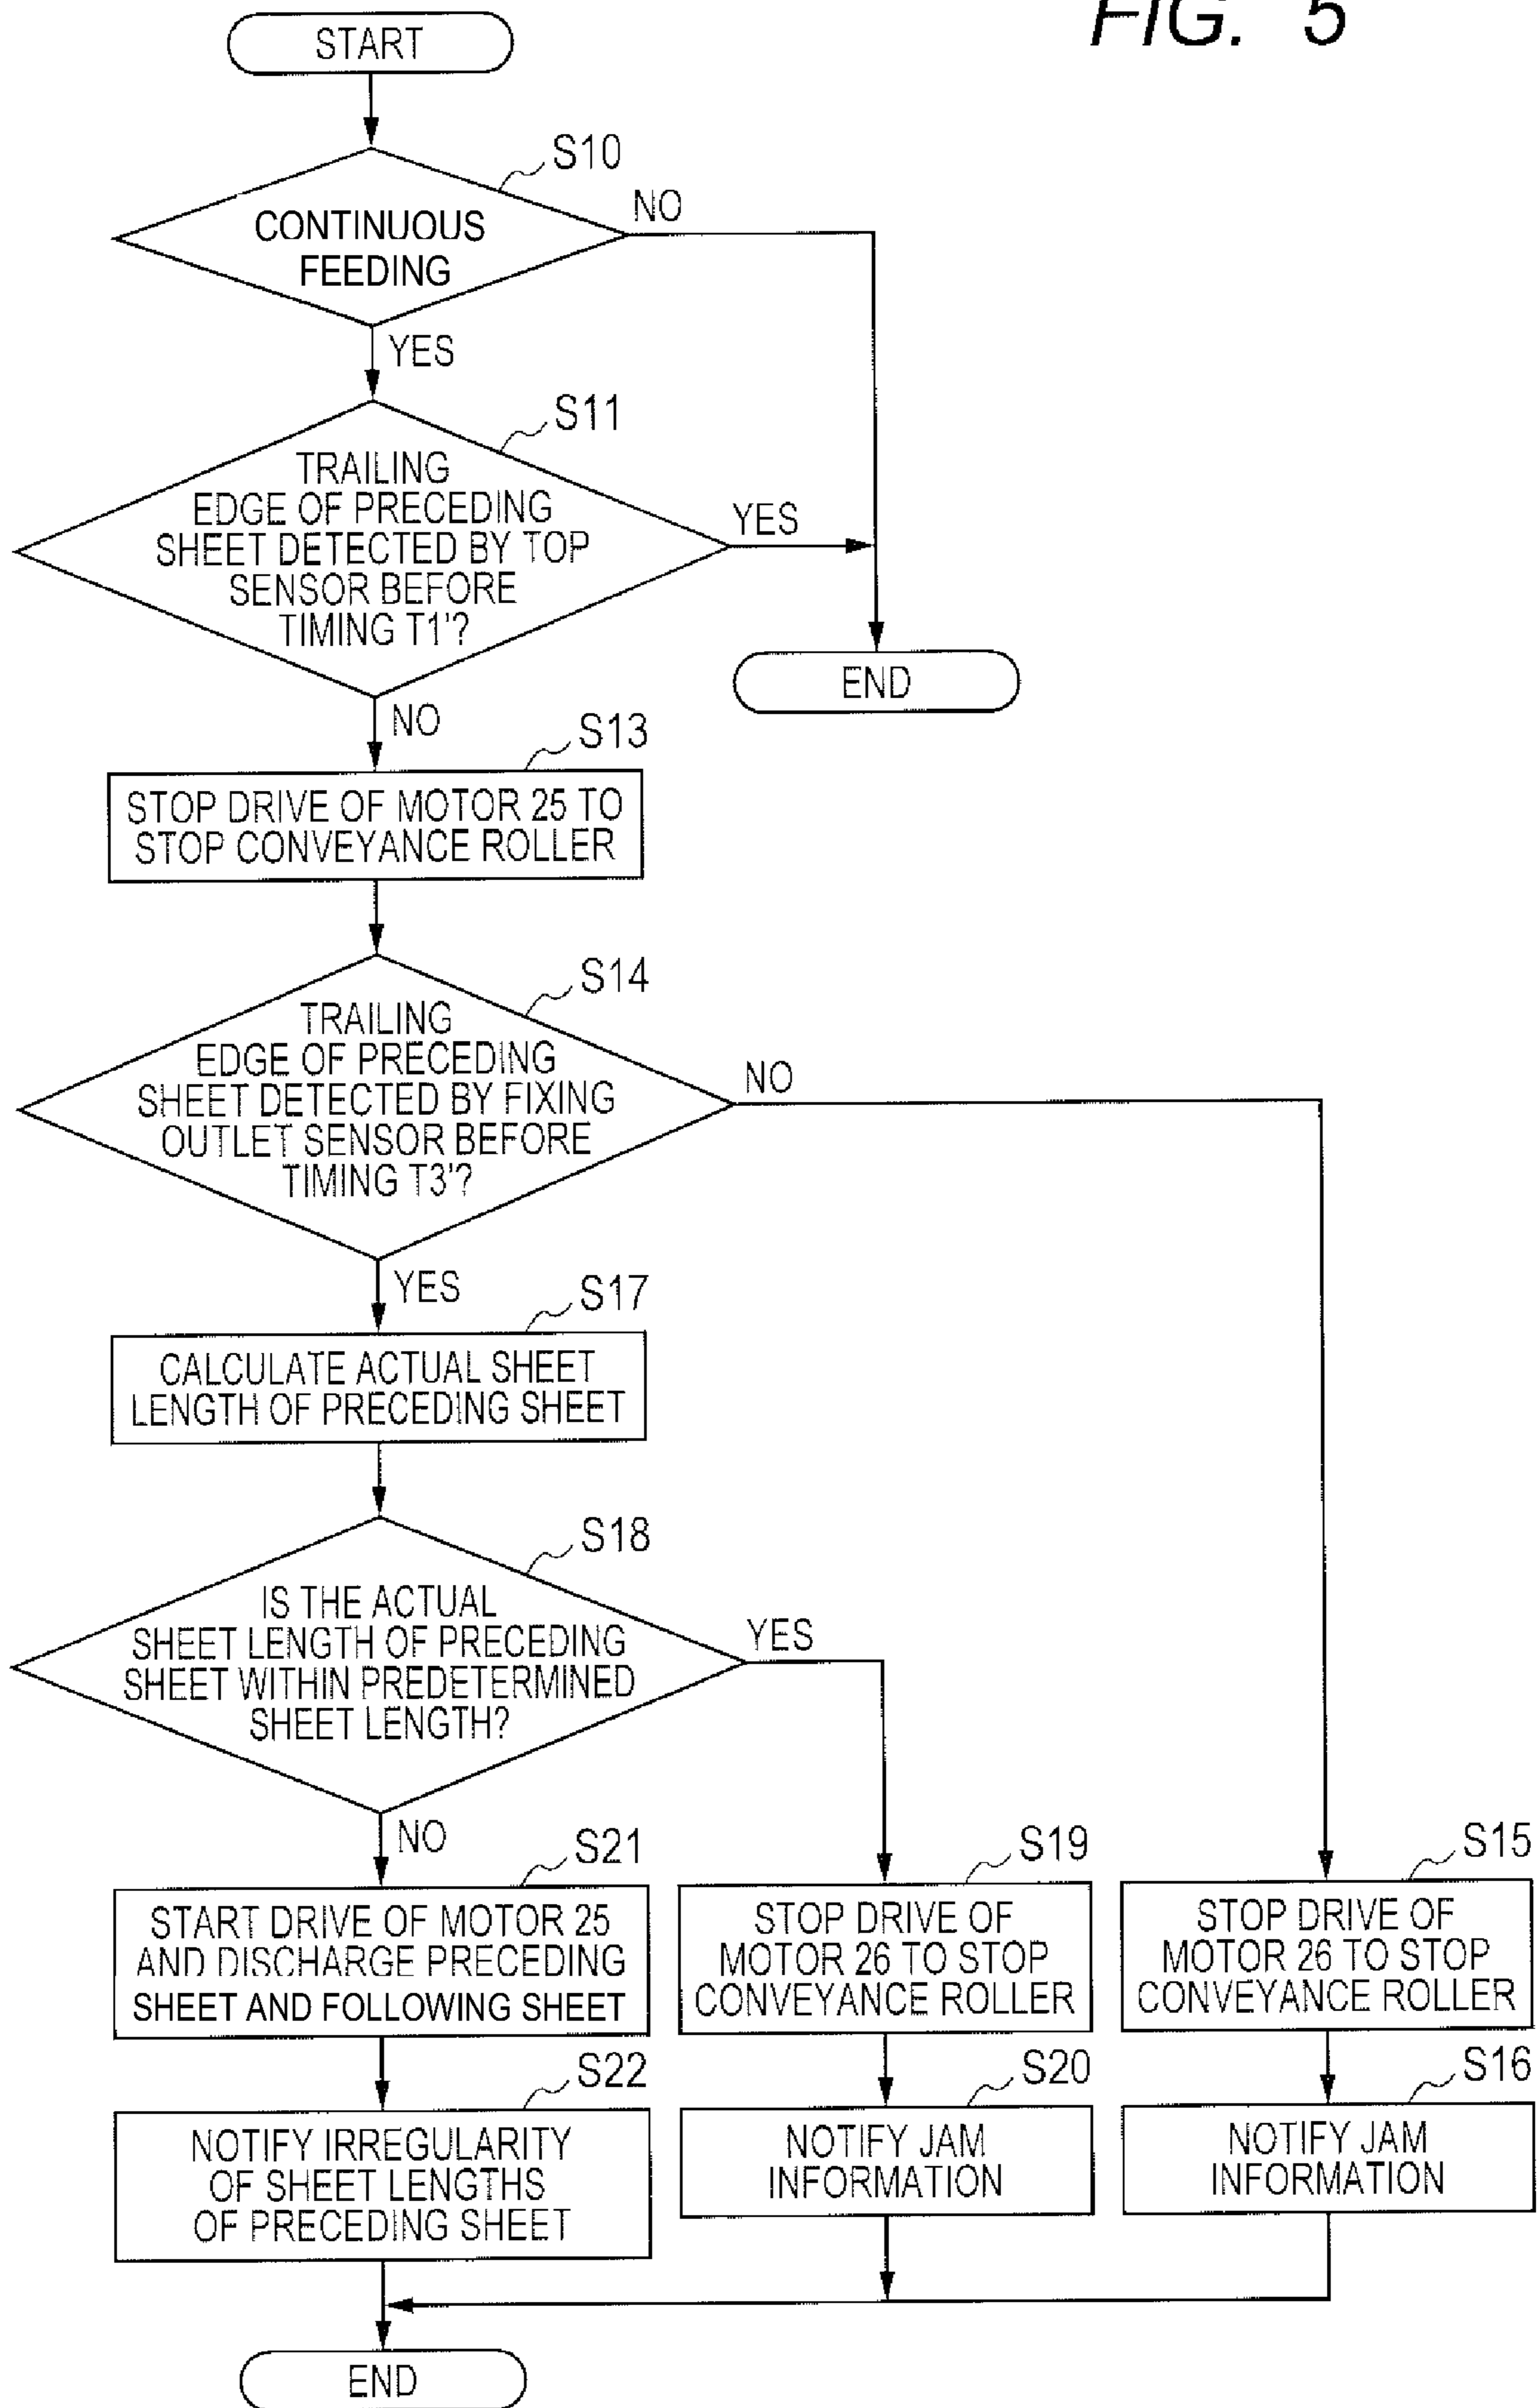 FIG. 5
START
S10
CONTINUOUS
FEEDING
NO
YES
S11
TRAILING
EDGE OF PRECEDING
SHEET DETECTED BY TOP
SENSOR BEFORE
TIMING T1'?
YES
END
NO
S13
STOP DRIVE OF MOTOR 25 TO
STOP CONVEYANCE ROLLER
S14
TRAILING
EDGE OF PRECEDING
SHEET DETECTED BY FIXING
OUTLET SENSOR BEFORE
TIMING T3'?
NO
YES
S17
CALCULATE ACTUAL SHEET
LENGTH OF PRECEDING SHEET
S18
IS THE ACTUAL
SHEET LENGTH OF PRECEDING
SHEET WITHIN PREDETERMINED
SHEET LENGTH?
YES
NO
S21
START DRIVE OF MOTOR 25
AND DISCHARGE PRECEDING
SHEET AND FOLLOWING SHEET
S19
STOP DRIVE OF
MOTOR 26 TO STOP
CONVEYANCE ROLLER
S15
STOP DRIVE OF
MOTOR 26 TO STOP
CONVEYANCE ROLLER
S22
NOTIFY IRREGULARITY
OF SHEET LENGTHS
OF PRECEDING SHEET
S20
NOTIFY JAM
INFORMATION
S16
NOTIFY JAM
INFORMATION
END